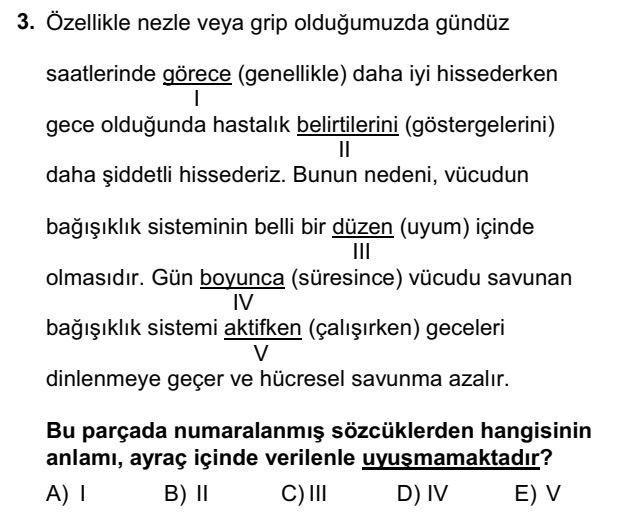 3. Özellikle nezle veya grip olduğumuzda gündüz
saatlerinde görece (genellikle) daha iyi hissederken
I
gece olduğunda hastalık belirtilerini (göstergelerini)
II
daha şiddetli hissederiz. Bunun nedeni, vücudun
bağışıklık sisteminin belli bir düzen (uyum) içinde
III
olmasıdır. Gün boyunca (süresince) vücudu savunan
IV
bağışıklık sistemi aktifken (çalışırken) geceleri
V
dinlenmeye geçer ve hücresel savunma azalır.
Bu parçada numaralanmış sözcüklerden hangisinin
anlamı, ayraç içinde verilenle uyuşmamaktadır?
A) I B) II C) III D) IV E) V